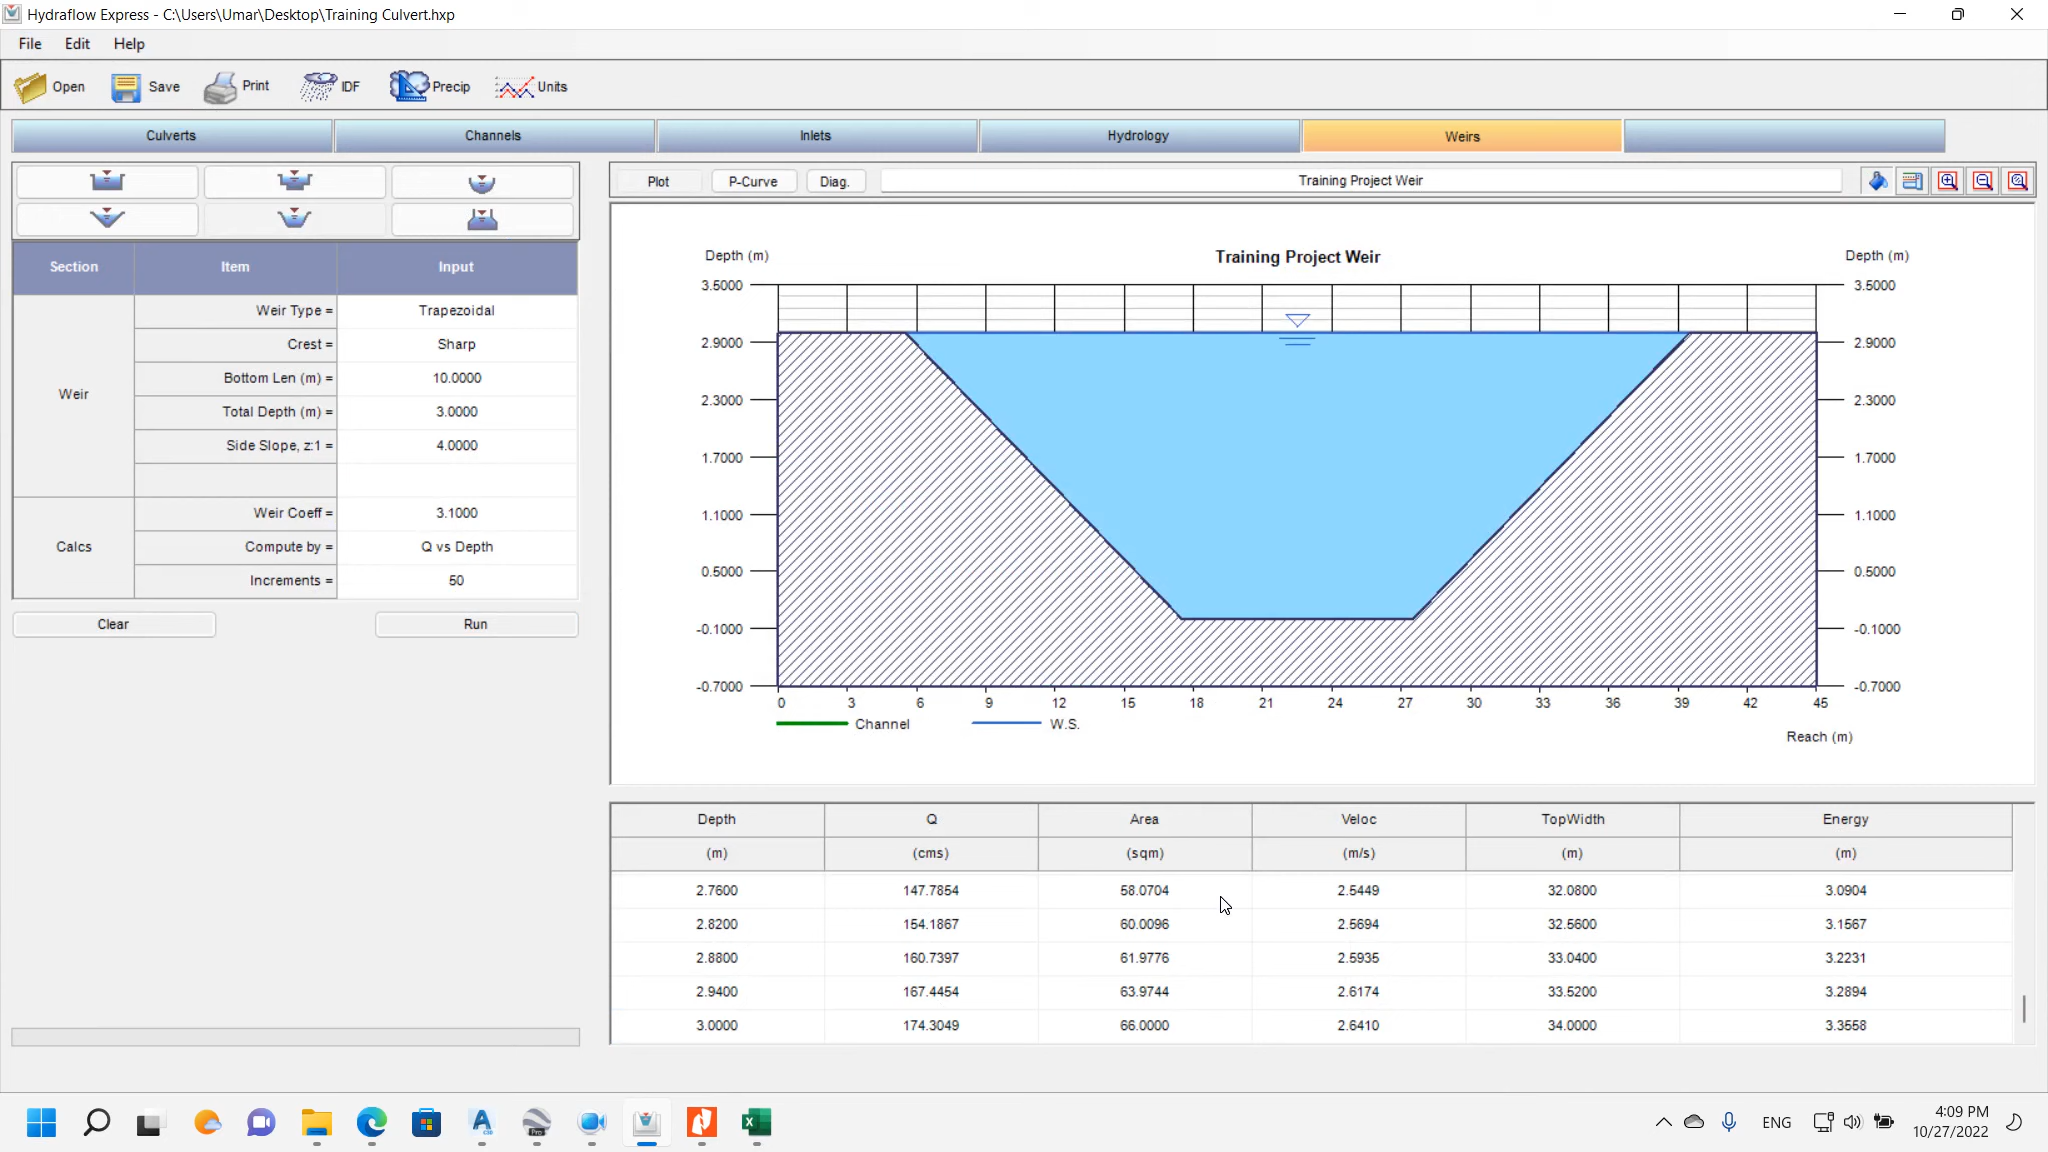 Hydraflow Express - C:\Users\Umar\Desktop\Training Culvert.hxp
File Edit Help
Open Save Print IDF Precip Units
Culverts Channels Inlets Hydrology Weirs
Plot P-Curve Diag. Training Project Weir
Section Item Input
Weir
Weir Type = Trapezoidal
Crest = Sharp
Bottom Len (m) = 10.0000
Total Depth (m) = 3.0000
Side Slope, z:1 = 4.0000
Calcs
Weir Coeff = 3.1000
Compute by = Q vs Depth
Increments = 50
Clear Run
Depth (m) Training Project Weir Depth (m)
3.5000 3.5000
2.9000 2.9000
2.3000 2.3000
1.7000 1.7000
1.1000 1.1000
0.5000 0.5000
-0.1000 -0.1000
-0.7000 -0.7000
0 3 6 9 12 15 18 21 24 27 30 33 36 39 42 45
Channel W.S.
Reach (m)
Depth Q Area Veloc TopWidth Energy
(m) (cms) (sqm) (m/s) (m) (m)
2.7600 147.7854 58.0704 2.5449 32.0800 3.0904
2.8200 154.1867 60.0096 2.5694 32.5600 3.1567
2.8800 160.7397 61.9776 2.5935 33.0400 3.2231
2.9400 167.4454 63.9744 2.6174 33.5200 3.2894
3.0000 174.3049 66.0000 2.6410 34.0000 3.3558
ENG
4:09 PM
10/27/2022